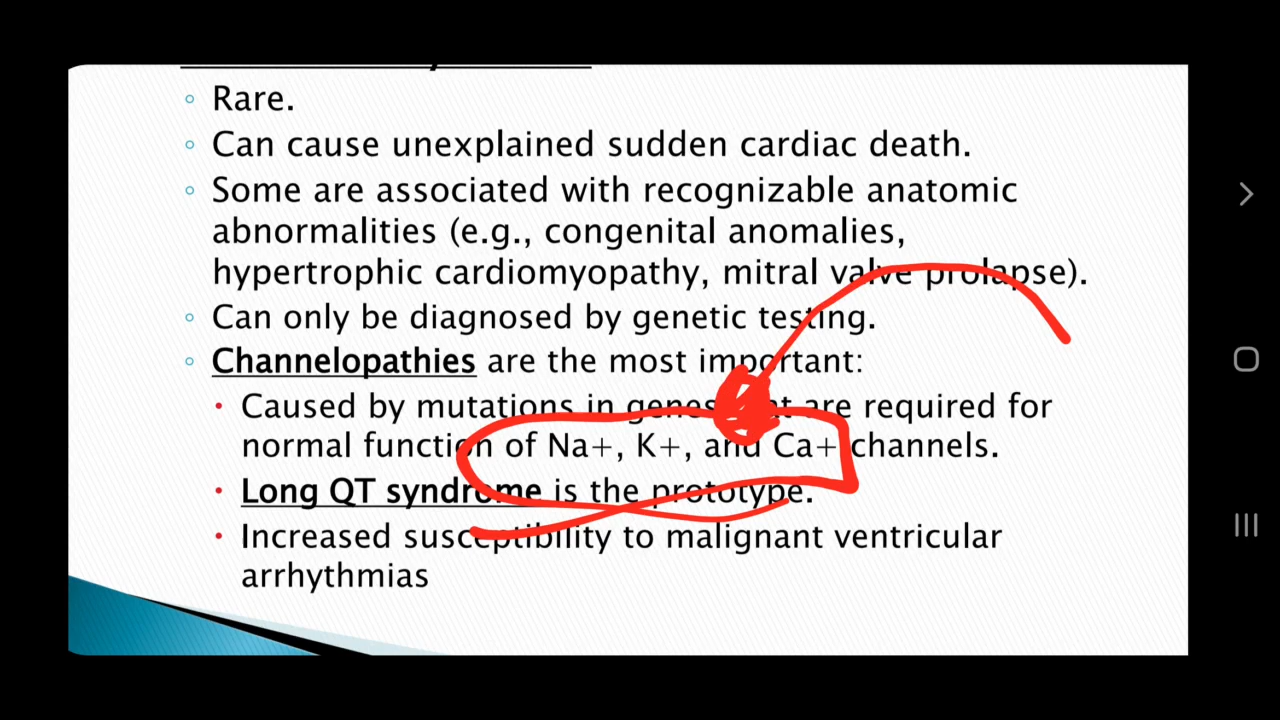 Rare.
Can cause unexplained sudden cardiac death.
Some are associated with recognizable anatomic
abnormalities (e.g., congenital anomalies,
hypertrophic cardiomyopathy, mitral valve prolapse).
Can only be diagnosed by genetic testing.
Channelopathies are the most important:
Caused by mutations in genes that are required for
normal function of Na+, K+, and Ca+ channels.
Long QT syndrome is the prototype.
Increased susceptibility to malignant ventricular
arrhythmias